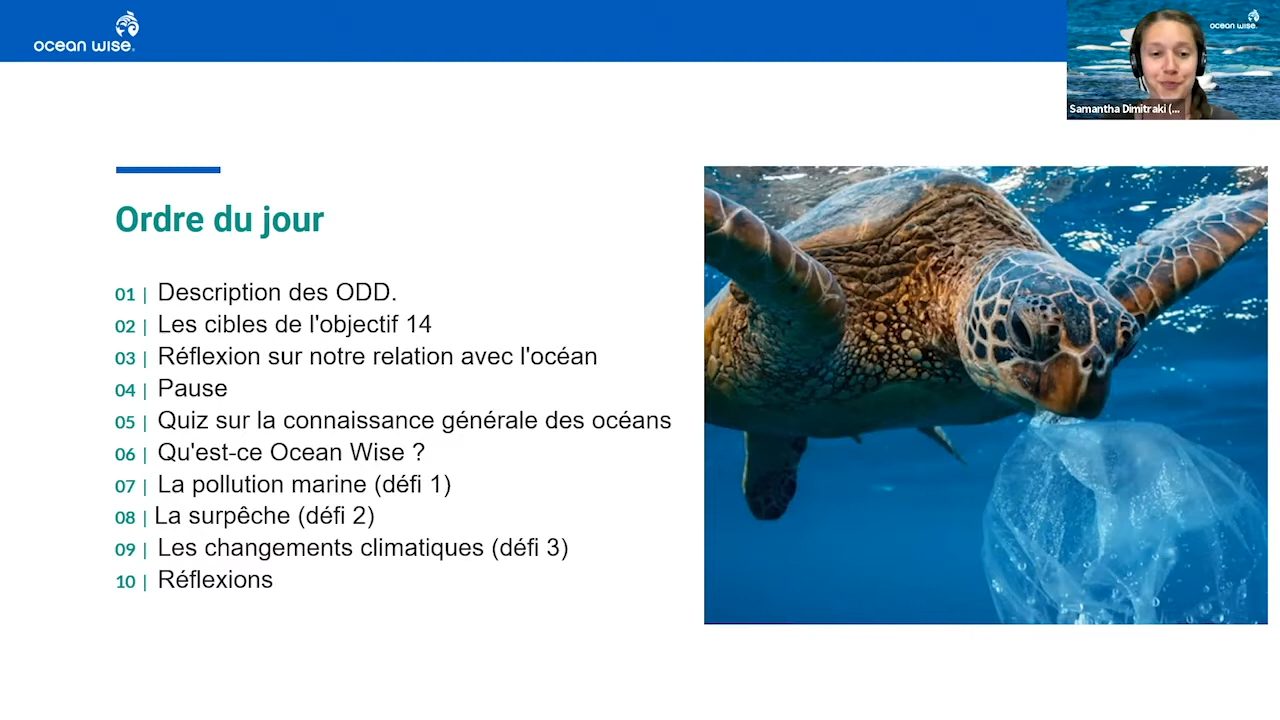 ocean wise.
ocean wise.
Samantha Dimitraki (...
Ordre du jour
01 | Description des ODD.
02 | Les cibles de l'objectif 14
03 | Réflexion sur notre relation avec l'océan
04 | Pause
05 | Quiz sur la connaissance générale des océans
06 | Qu'est-ce Ocean Wise ?
07 | La pollution marine (défi 1)
08 | La surpêche (défi 2)
09 | Les changements climatiques (défi 3)
10 | Réflexions